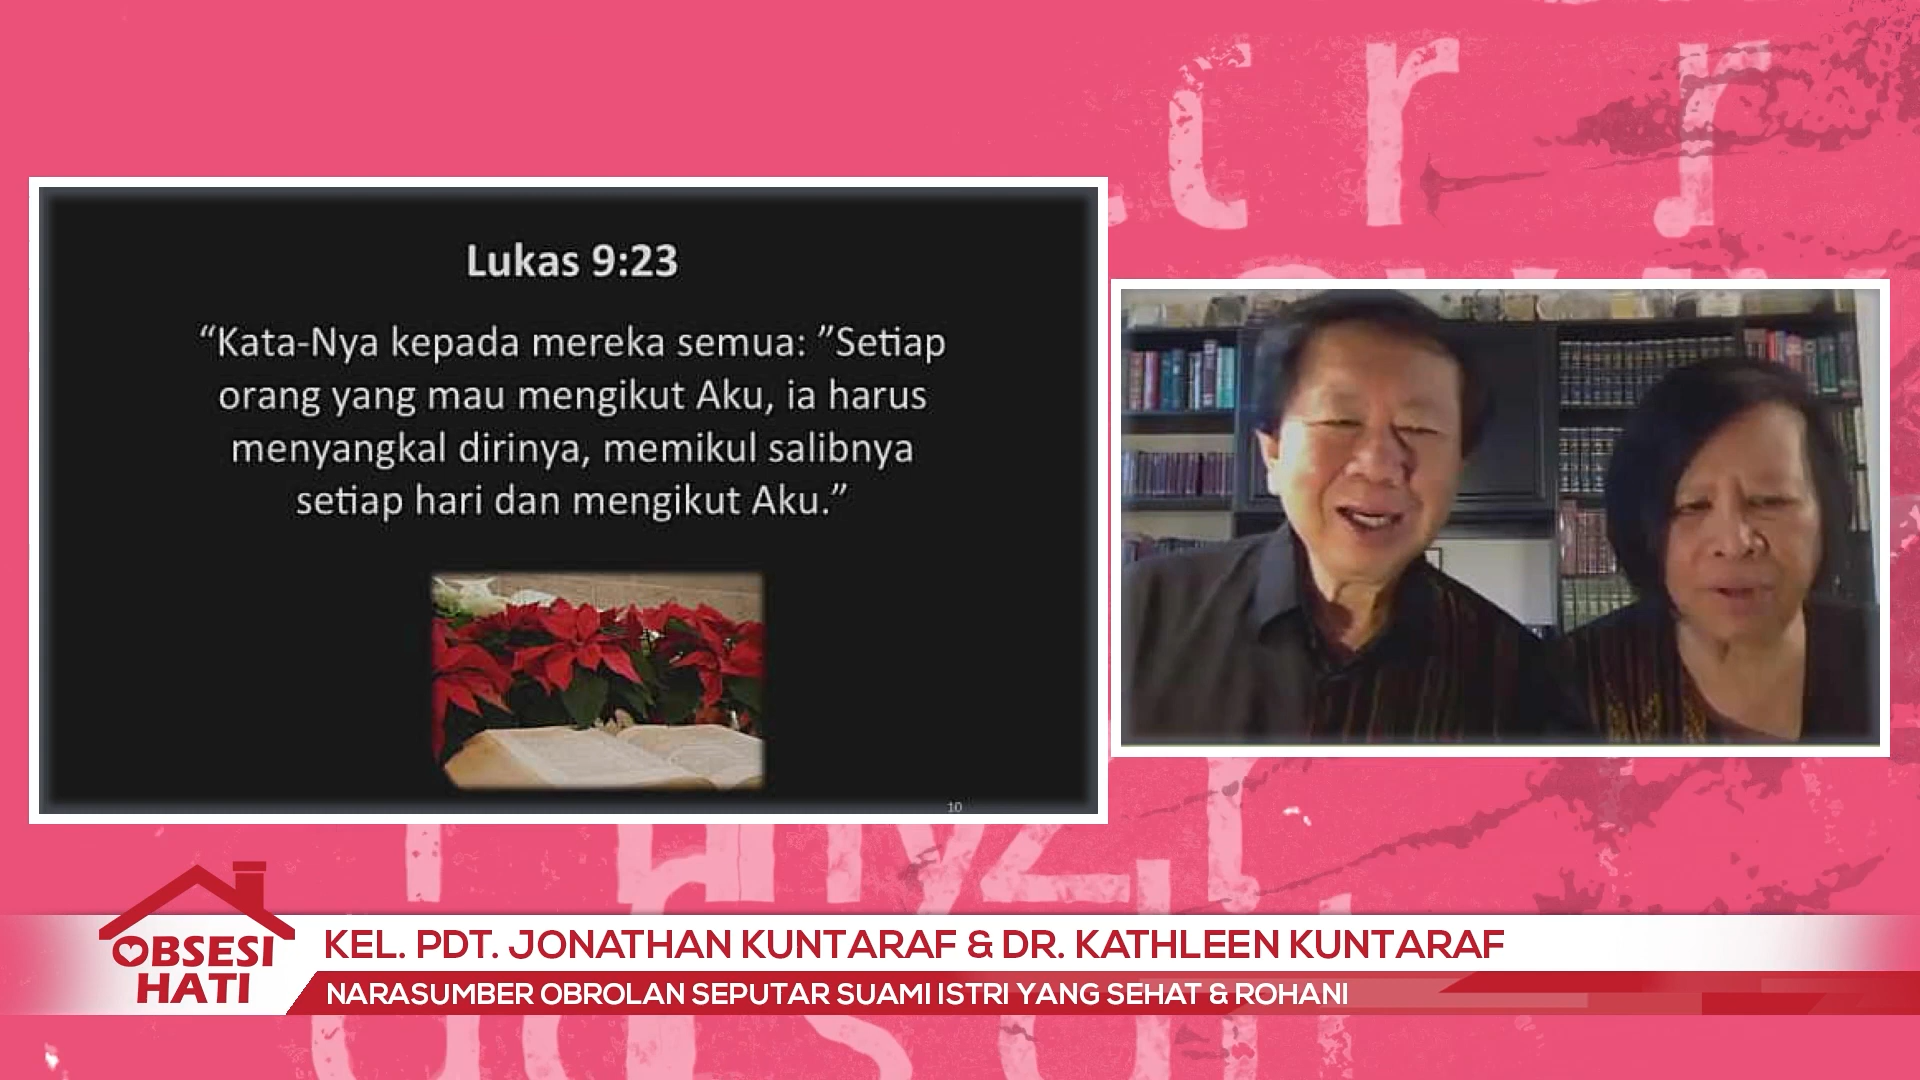 Lukas 9:23
“Kata-Nya kepada mereka semua: ”Setiap
orang yang mau mengikut Aku, ia harus
menyangkal dirinya, memikul salibnya
setiap hari dan mengikut Aku.”
10
OBSESI
HATI
KEL. PDT. JONATHAN KUNTARAF & DR. KATHLEEN KUNTARAF
NARASUMBER OBROLAN SEPUTAR SUAMI ISTRI YANG SEHAT & ROHANI